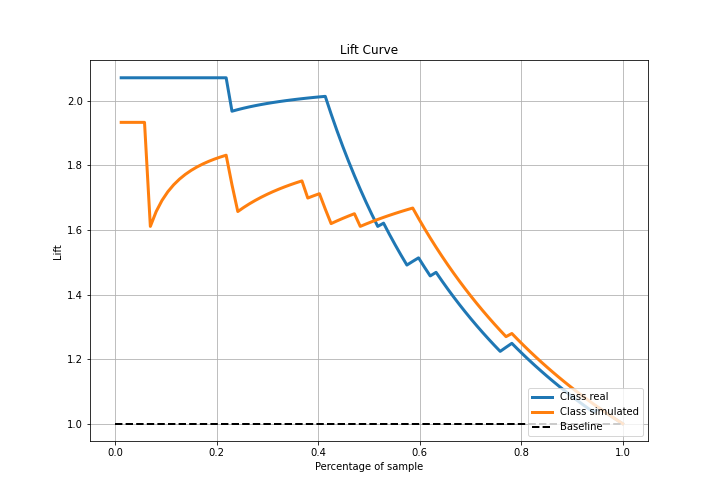 Lift Curve
Lift
2.0
1.8
1.6
1.4
1.2
1.0
0.0
0.2
0.4
0.6
0.8
1.0
Percentage of sample
Class real
Class simulated
Baseline